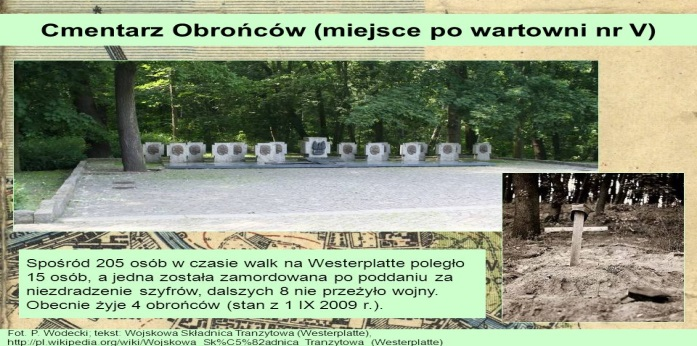 Cmentarz Obrońców (miejsce po wartowni nr V)
Spośród 205 osób w czasie walk na Westerplatte poległo
15 osób, a jedna została zamordowana po poddaniu za
niezdradzenie szyfrów, dalszych 8 nie przeżyło wojny.
Obecnie żyje 4 obrońców (stan z 1 IX 2009 r.).
Fot. P. Wodecki; tekst: Wojskowa Składnica Tranzytowa (Westerplatte),
http://pl.wikipedia.org/wiki/Wojskowa_Sk%C5%82adnica_Tranzytowa_(Westerplatte)